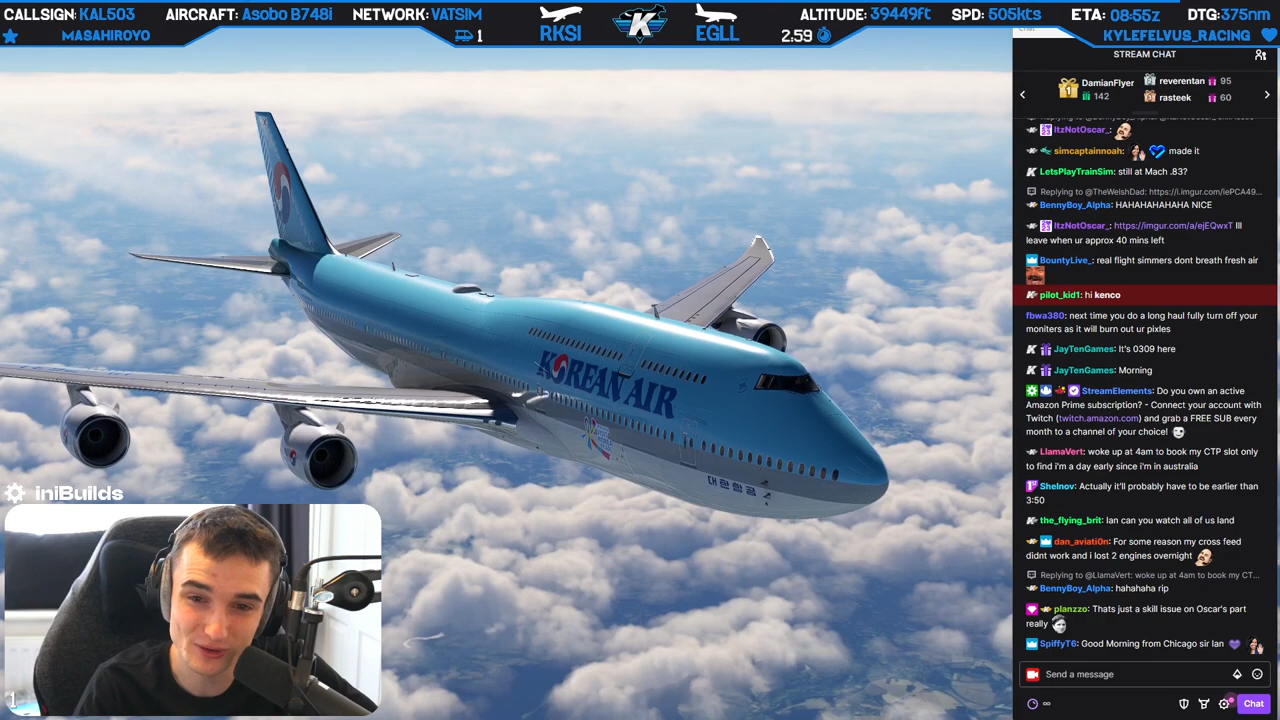 CALLSIGN: KAL503 AIRCRAFT: Asobo B748i NETWORK: VATSIM ALTITUDE: 39449ft SPD: 505kts ETA: 08:55z DTG: 375nm
MASAHIROYO 1 RKSI K EGLL 2.59 KYLEFELVUS_RACING
STREAM CHAT
DamianFlyer
1 142
2 reverentan 95
3 rasteek 60
ItzNotOscar_:
simcaptainnoah: made it
LetsPlayTrainSim: still at Mach .83?
Replying to @TheWelshDad: https://i.imgur.com/iePCA49...
BennyBoy_Alpha: HAHAHAHAHAHA NICE
ItzNotOscar_: https://imgur.com/a/ejEQwxT Ill
leave when ur approx 40 mins left
BountyLive_: real flight simmers dont breath fresh air
pilot_kid1: hi kenco
fbwa380: next time you do a long haul fully turn off your
moniters as it will burn out ur pixles
JayTenGames: It's 0309 here
JayTenGames: Morning
StreamElements: Do you own an active
Amazon Prime subscription? - Connect your account with
Twitch (twitch.amazon.com) and grab a FREE SUB every
month to a channel of your choice!
LlamaVert: woke up at 4am to book my CTP slot only
to find i'm a day early since i'm in australia
Shelnov: Actually it'll probably have to be earlier than
3:50
the_flying_brit: Ian can you watch all of us land
dan_aviati0n: For some reason my cross feed
didnt work and i lost 2 engines overnight
Replying to @LlamaVert: woke up at 4am to book my CT...
BennyBoy_Alpha: hahahaha rip
planzzo: Thats just a skill issue on Oscar's part
really
SpiffyT6: Good Morning from Chicago sir Ian
Send a message
Chat
KOREAN AIR
대한항공
iniBuilds
1